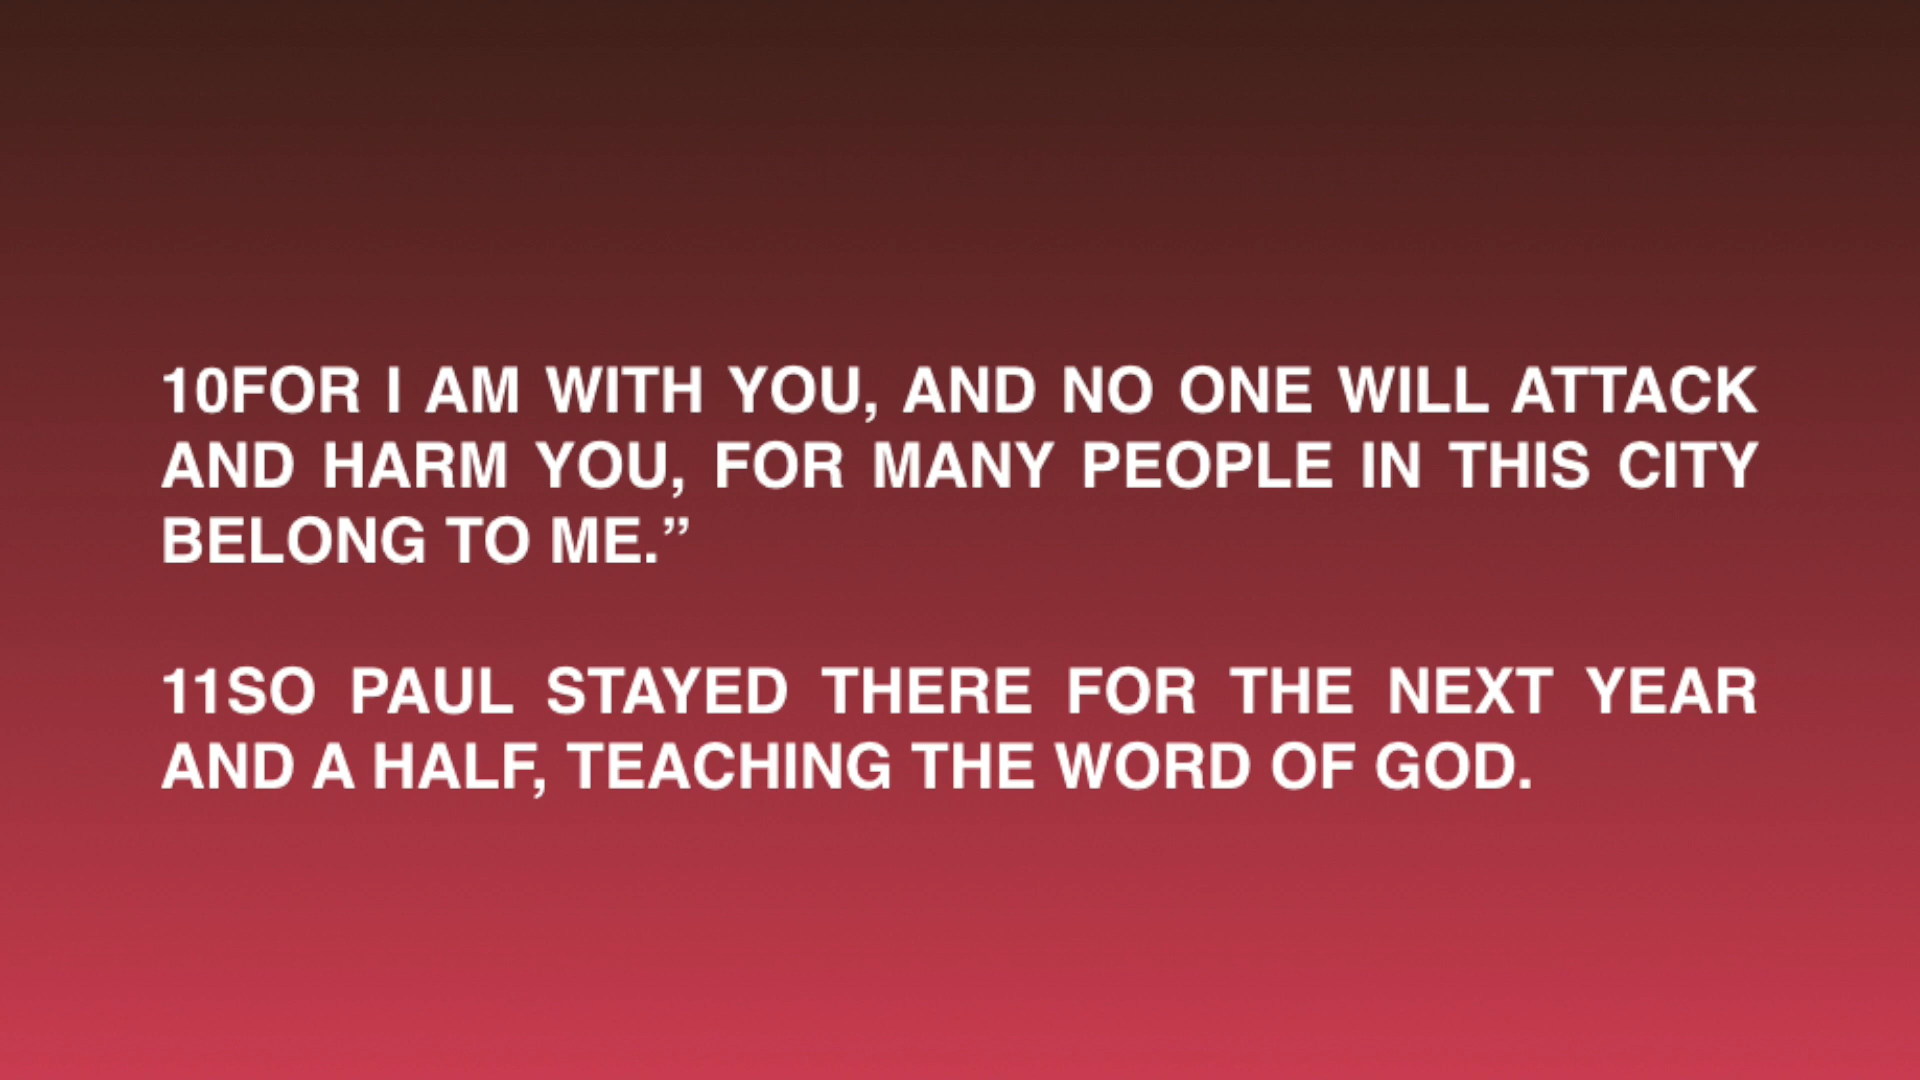 10FOR I AM WITH YOU, AND NO ONE WILL ATTACK
AND HARM YOU, FOR MANY PEOPLE IN THIS CITY
BELONG TO ME.”
11SO PAUL STAYED THERE FOR THE NEXT YEAR
AND A HALF, TEACHING THE WORD OF GOD.